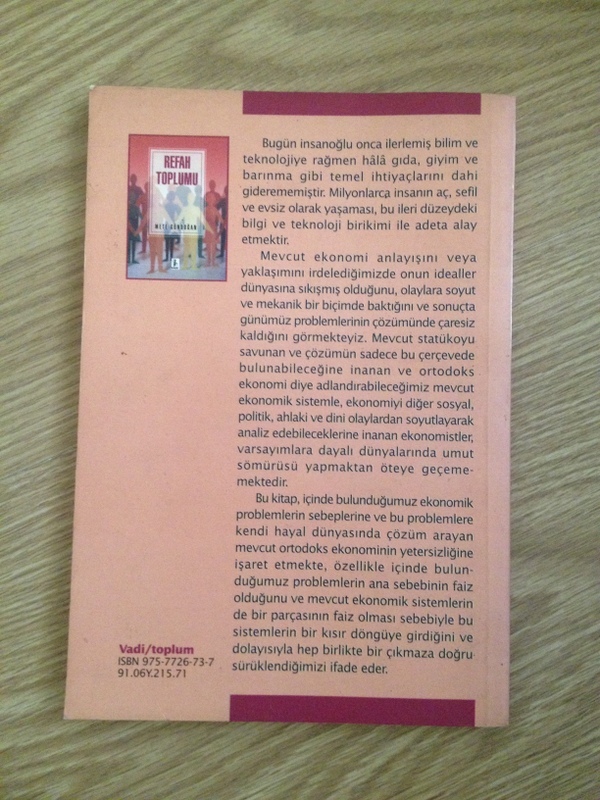 REFAH
TOPLUMU
METE GÜNDOĞAN
Bugün insanoğlu onca ilerlemiş bilim ve
teknolojiye rağmen hâlâ gıda, giyim ve
barınma gibi temel ihtiyaçlarını dahi
giderememiştir. Milyonlarca insanın aç, sefil
ve evsiz olarak yaşaması, bu ileri düzeydeki
bilgi ve teknoloji birikimi ile adeta alay
etmektir.
Mevcut ekonomi anlayışını veya
yaklaşımını irdelediğimizde onun idealler
dünyasına sıkışmış olduğunu, olaylara soyut
ve mekanik bir biçimde baktığını ve sonuçta
günümüz problemlerinin çözümünde çaresiz
kaldığını görmekteyiz. Mevcut statükoyu
savunan ve çözümün sadece bu çerçevede
bulunabileceğine inanan ve ortodoks
ekonomi diye adlandırabileceğimiz mevcut
ekonomik sistemle, ekonomiyi diğer sosyal,
politik, ahlaki ve dini olaylardan soyutlayarak
analiz edebileceklerine inanan ekonomistler,
varsayımlara dayalı dünyalarında umut
sömürüsü yapmaktan öteye geçeme-
mektedir.
Bu kitap, içinde bulunduğumuz ekonomik
problemlerin sebeplerine ve bu problemlere
kendi hayal dünyasında çözüm arayan
mevcut ortodoks ekonominin yetersizliğine
işaret etmekte, özellikle içinde bulun-
duğumuz problemlerin ana sebebinin faiz
olduğunu ve mevcut ekonomik sistemlerin
de bir parçasının faiz olması sebebiyle bu
sistemlerin bir kısır döngüye girdiğini ve
dolayısıyla hep birlikte bir çıkmaza doğru
sürüklendiğimizi ifade eder.
Vadi/toplum
ISBN 975-7726-73-7
91.06Y.215.71